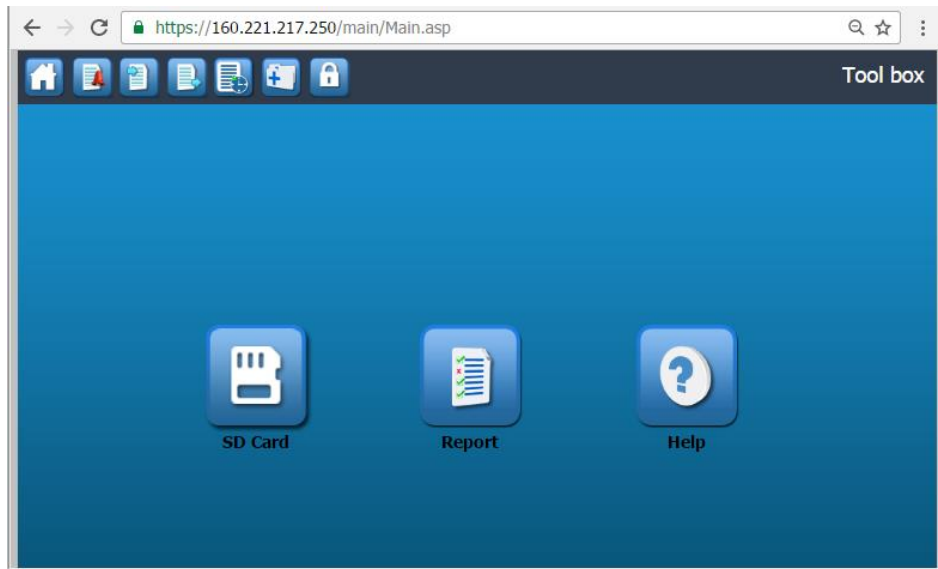 https://160.221.217.250/main/Main.asp
Tool box
SD Card
Report
Help